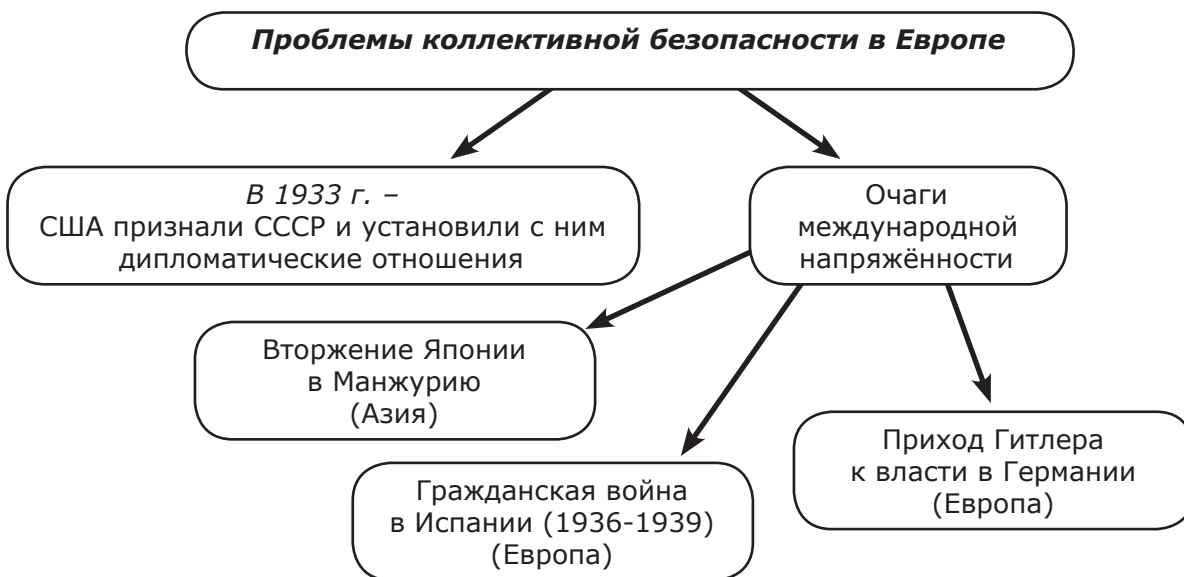 Проблемы коллективной безопасности в Европе
В 1933 г. –
США признали СССР и установили с ним
дипломатические отношения
Очаги
международной
напряжённости
Вторжение Японии
в Манжурию
(Азия)
Гражданская война
в Испании (1936-1939)
(Европа)
Приход Гитлера
к власти в Германии
(Европа)